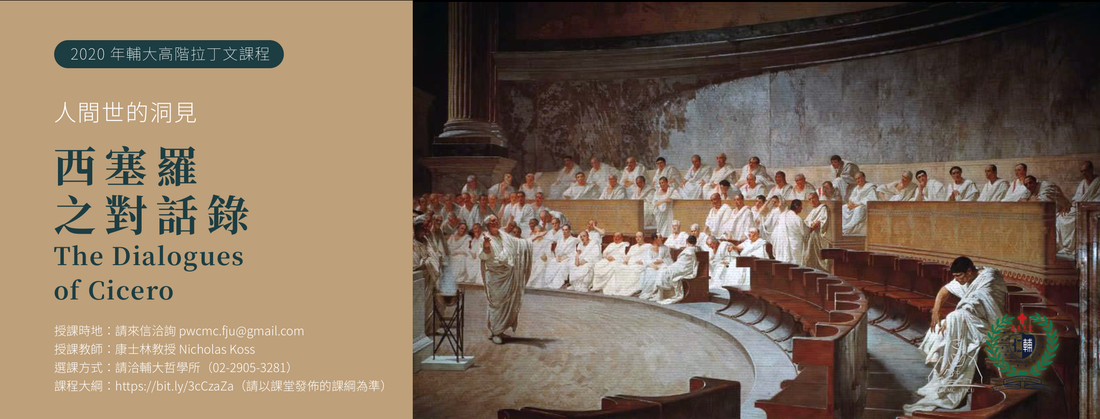 2020 年輔大高階拉丁文課程
人間世的洞見
西塞羅
之對話錄
The Dialogues
of Cicero
授課時地：請來信洽詢 pwcmc.fju@gmail.com
授課教師：康士林教授 Nicholas Koss
選課方式：請洽輔大哲學所（02-2905-3281）
課程大綱：https://bit.ly/3cCzaZa（請以課堂發佈的課綱為準）
輔